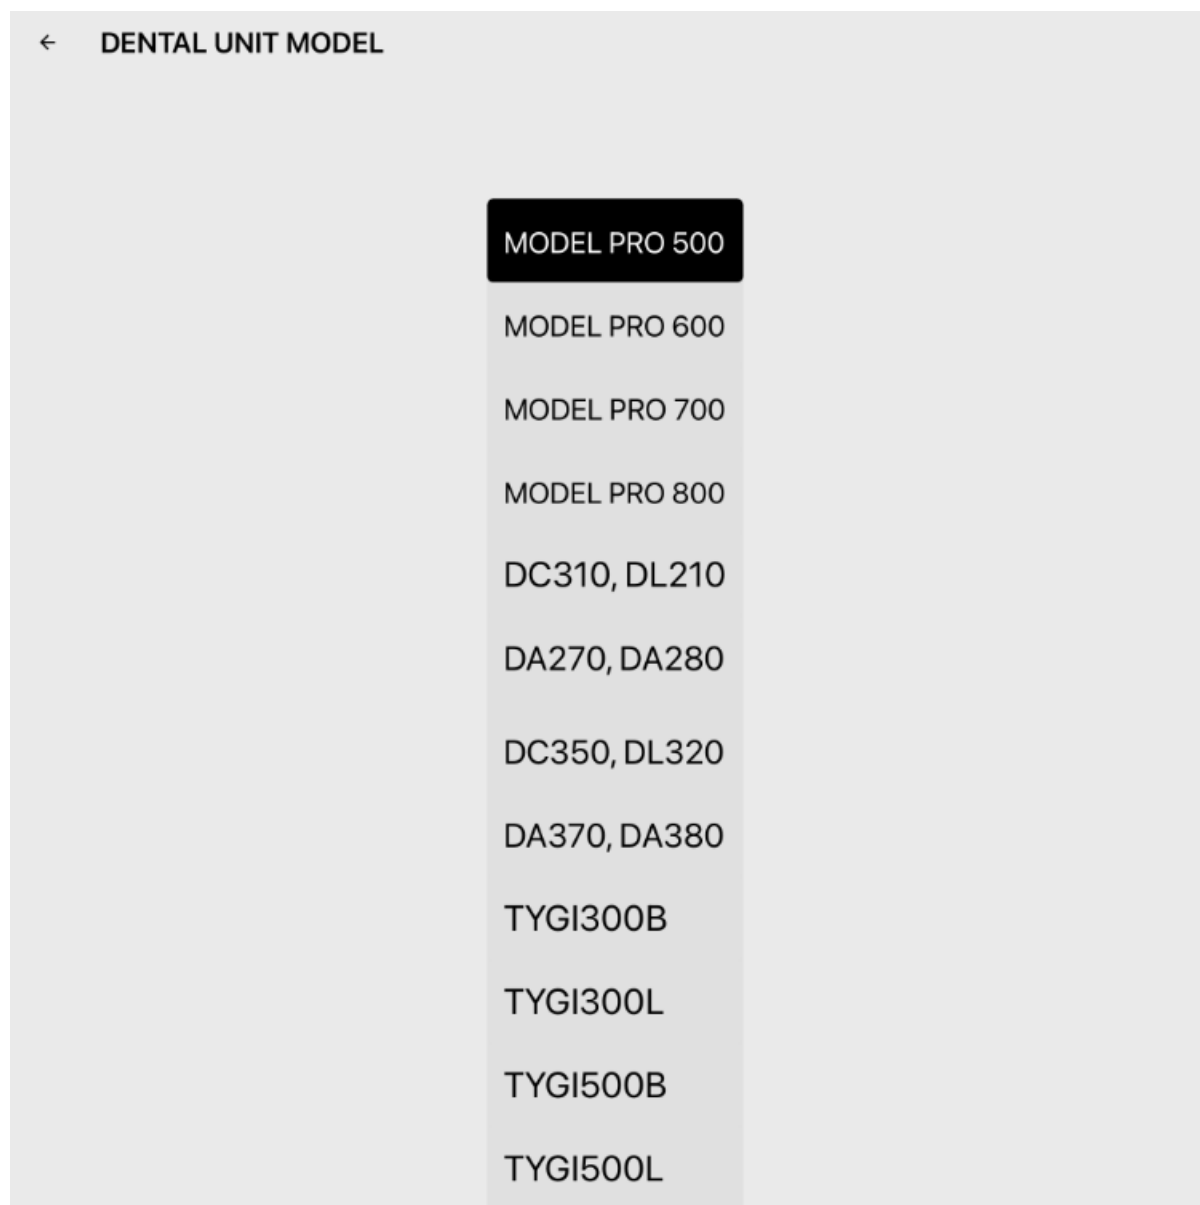 DENTAL UNIT MODEL
MODEL PRO 500
MODEL PRO 600
MODEL PRO 700
MODEL PRO 800
DC310, DL210
DA270, DA280
DC350, DL320
DA370, DA380
TYGI300B
TYGI300L
TYGI500B
TYGI500L